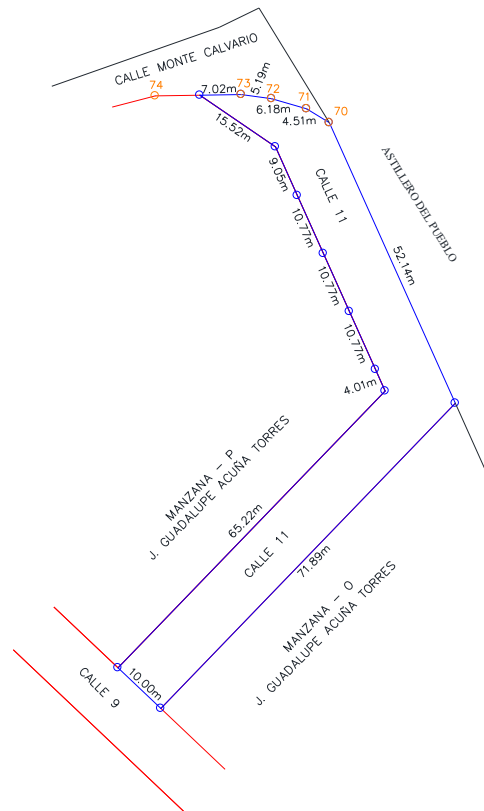 CALLE MONTE CALVARIO
74
7.02m
73
5.19m
72
6.18m
71
4.51m
70
15.52m
9.05m
CALLE 11
ASTILLERO DEL PUEBLO
10.77m
52.14m
10.77m
10.77m
4.01m
MANZANA - P
J. GUADALUPE ACUÑA TORRES
65.22m
CALLE 11
71.89m
MANZANA - O
J. GUADALUPE ACUÑA TORRES
10.00m
CALLE 9